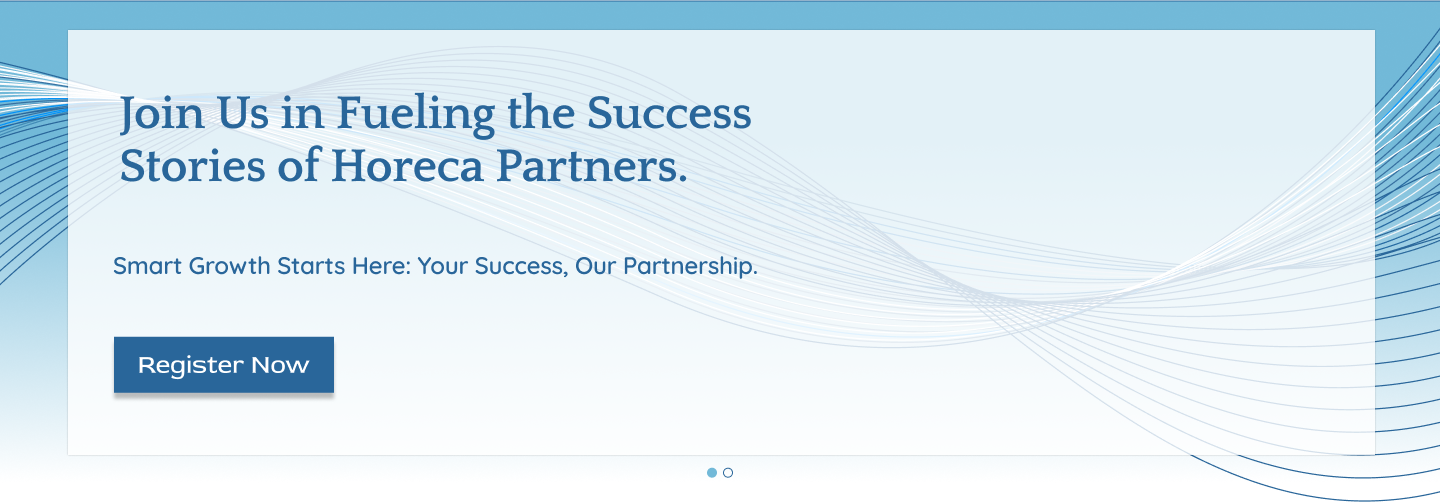 Join Us in Fueling the Success
Stories of Horeca Partners.
Smart Growth Starts Here: Your Success, Our Partnership.
Register Now